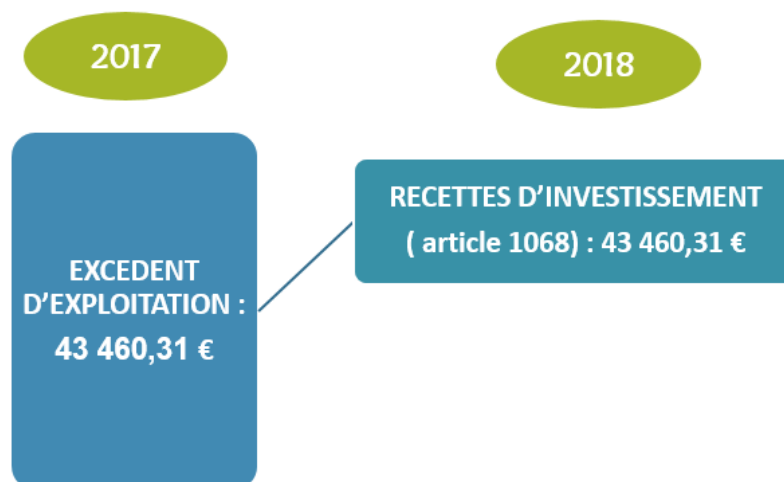 2017
2018
EXCEDENT
D’EXPLOITATION :
43 460,31 €
RECETTES D’INVESTISSEMENT
( article 1068) : 43 460,31 €